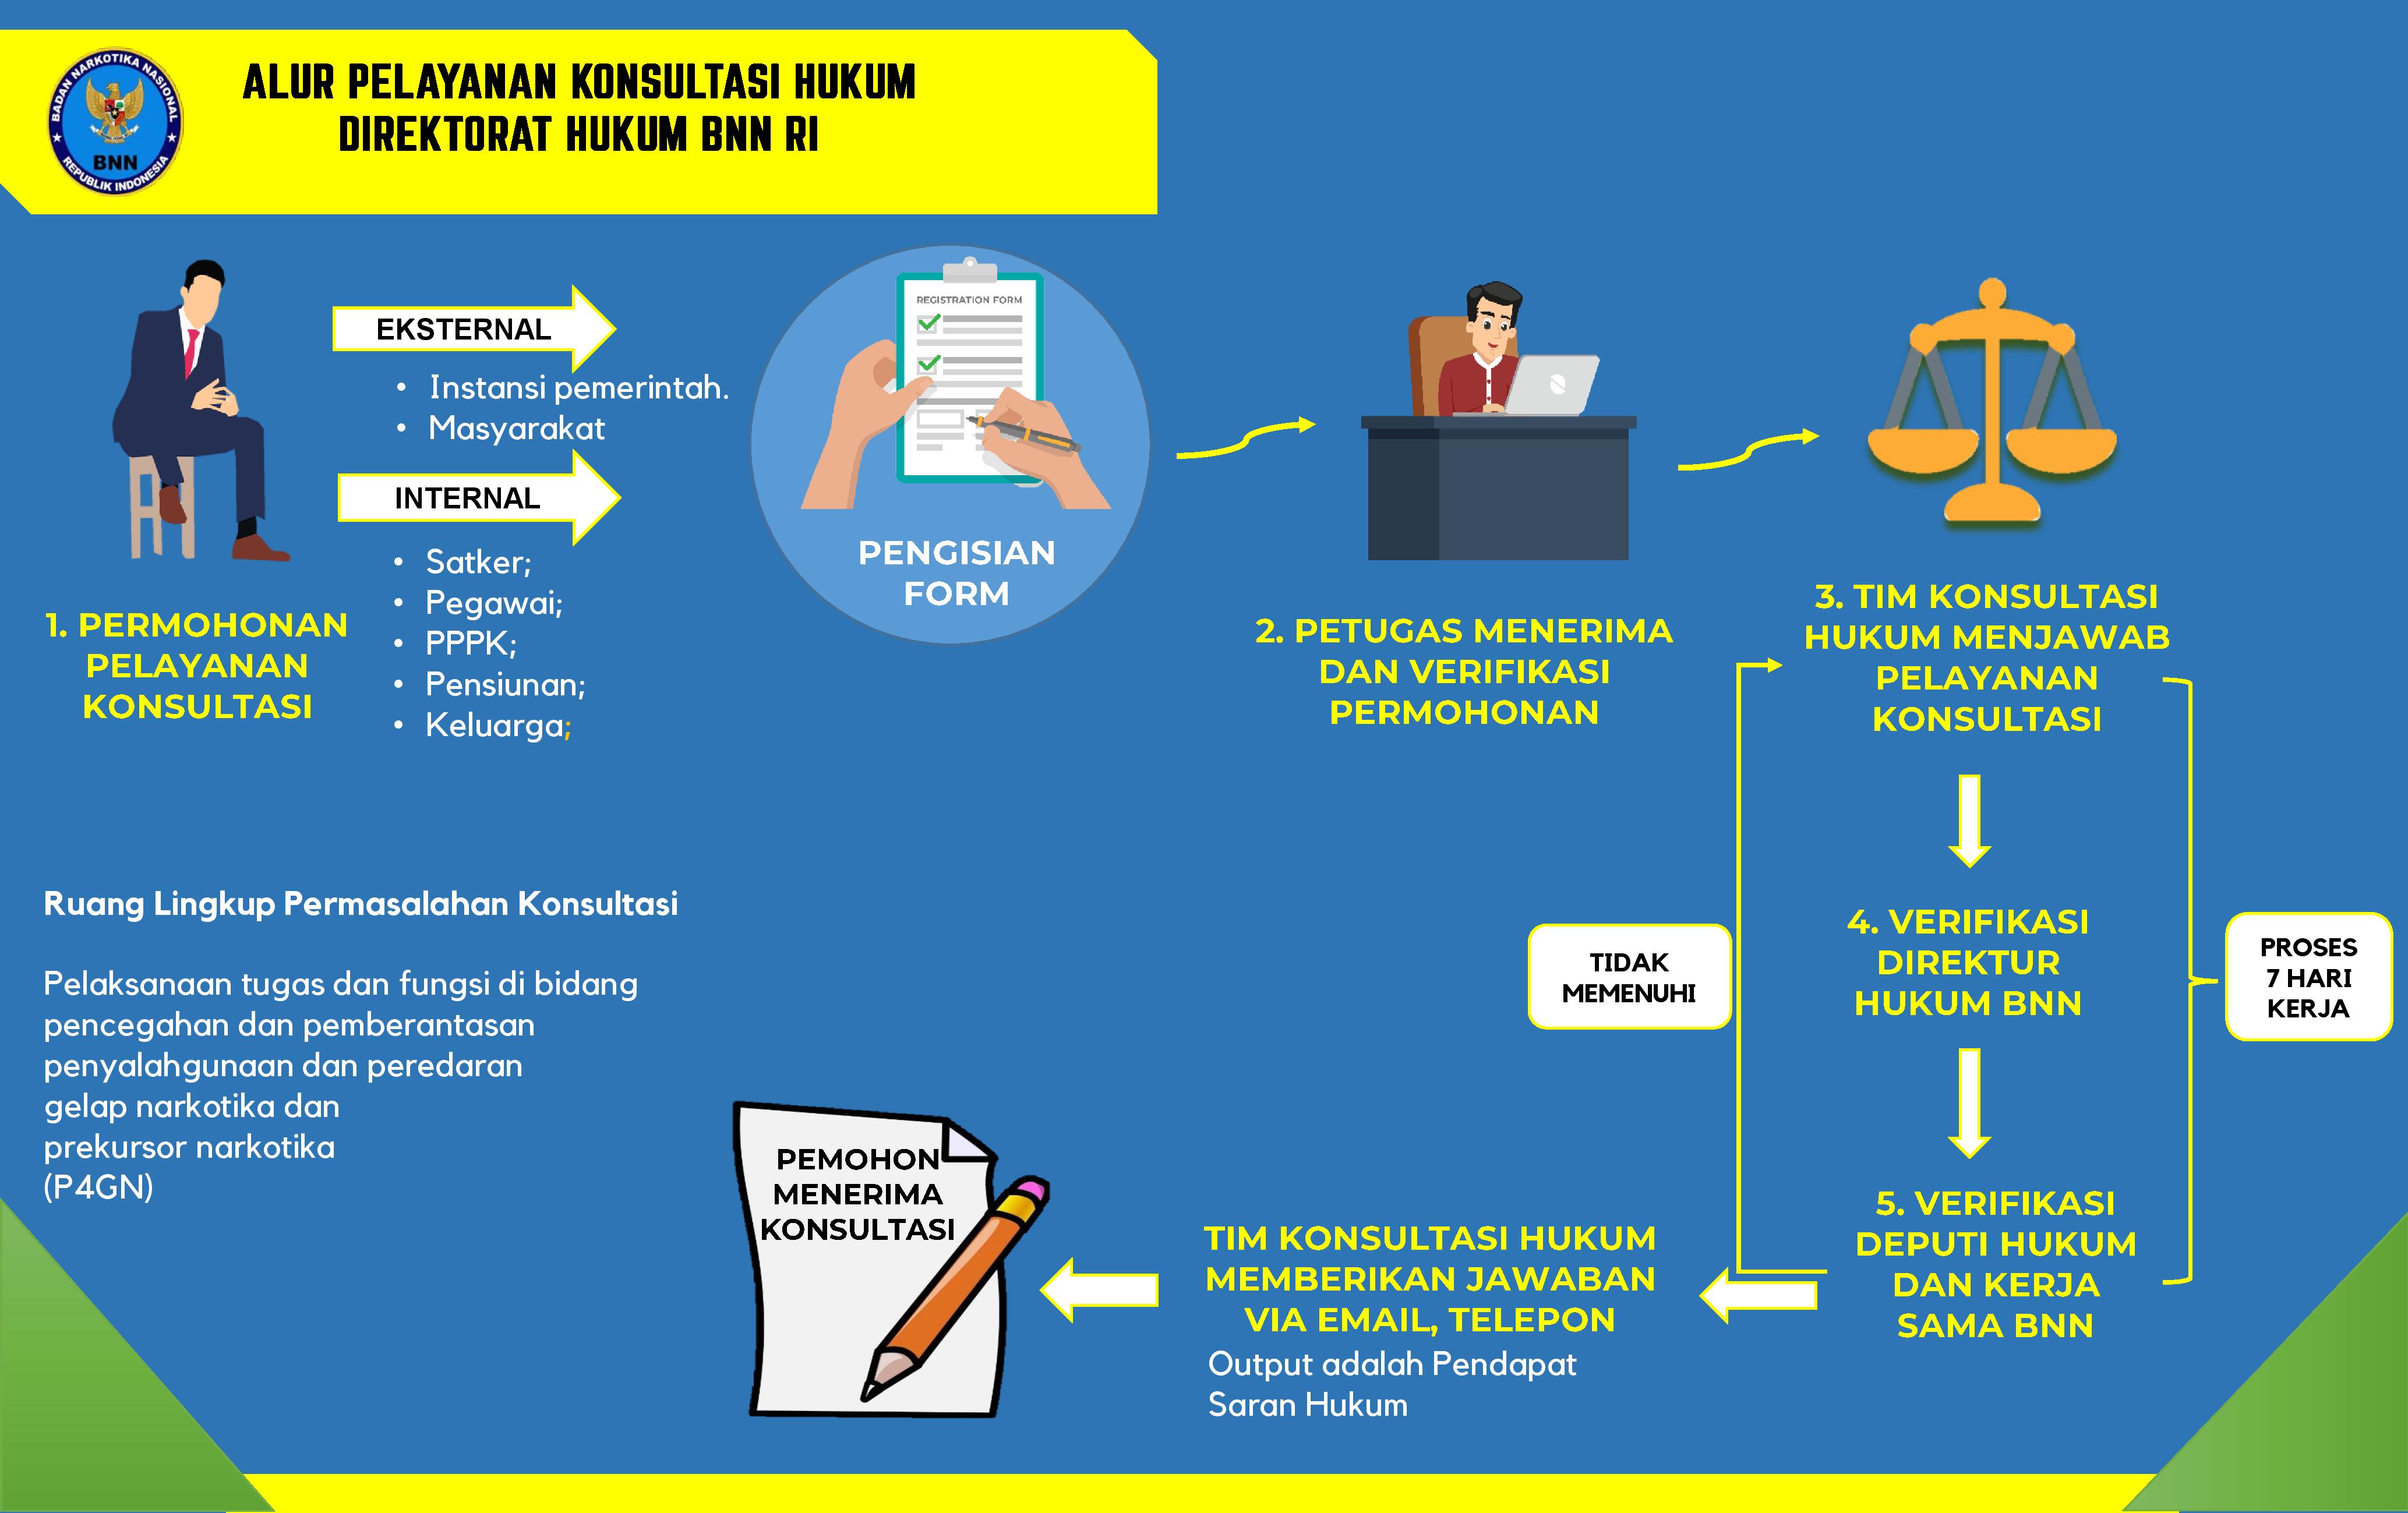 BADAN NARKOTIKA NASIONAL
BNN
REPUBLIK INDONESIA
ALUR PELAYANAN KONSULTASI HUKUM
DIREKTORAT HUKUM BNN RI
1. PERMOHONAN
PELAYANAN
KONSULTASI
EKSTERNAL
• Instansi pemerintah.
• Masyarakat
INTERNAL
• Satker;
• Pegawai;
• PPPK;
• Pensiunan;
• Keluarga;
REGISTRATION FORM
PENGISIAN
FORM
2. PETUGAS MENERIMA
DAN VERIFIKASI
PERMOHONAN
3. TIM KONSULTASI
HUKUM MENJAWAB
PELAYANAN
KONSULTASI
4. VERIFIKASI
DIREKTUR
HUKUM BNN
5. VERIFIKASI
DEPUTI HUKUM
DAN KERJA
SAMA BNN
PROSES
7 HARI
KERJA
TIDAK
MEMENUHI
TIM KONSULTASI HUKUM
MEMBERIKAN JAWABAN
VIA EMAIL, TELEPON
Output adalah Pendapat
Saran Hukum
PEMOHON
MENERIMA
KONSULTASI
Ruang Lingkup Permasalahan Konsultasi
Pelaksanaan tugas dan fungsi di bidang
pencegahan dan pemberantasan
penyalahgunaan dan peredaran
gelap narkotika dan
prekursor narkotika
(P4GN)